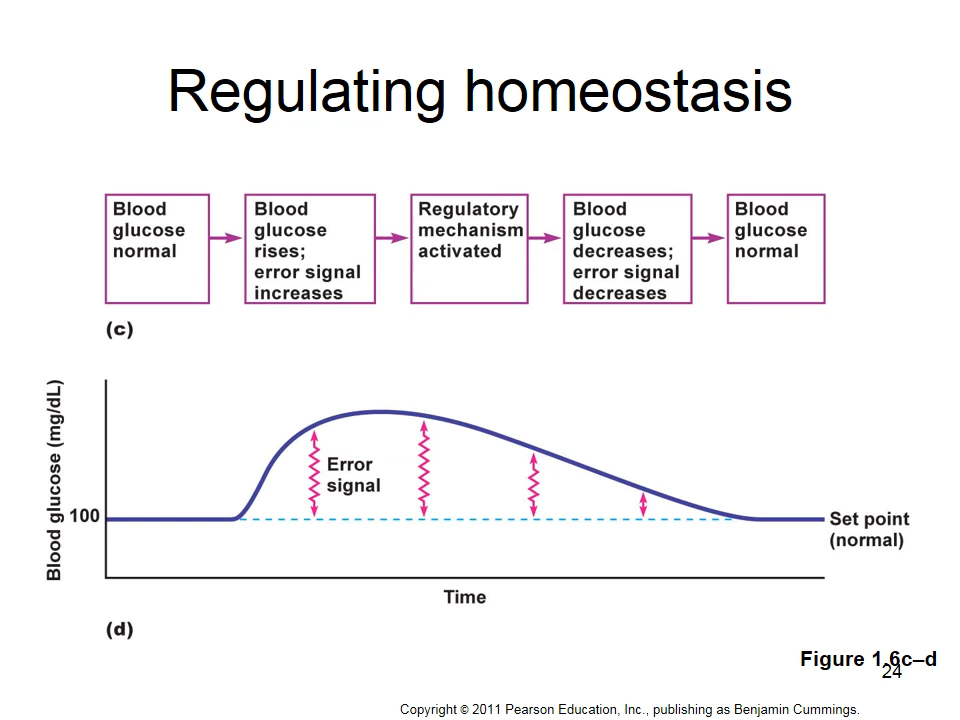 Regulating homeostasis
Blood
glucose
normal
Blood
glucose
rises;
error signal
increases
Regulatory
mechanism
activated
Blood
glucose
decreases;
error signal
decreases
Blood
glucose
normal
(c)
Blood glucose (mg/dL)
100
Error
signal
Set point
(normal)
Time
(d)
Figure 1.6c–d
24
Copyright © 2011 Pearson Education, Inc., publishing as Benjamin Cummings.